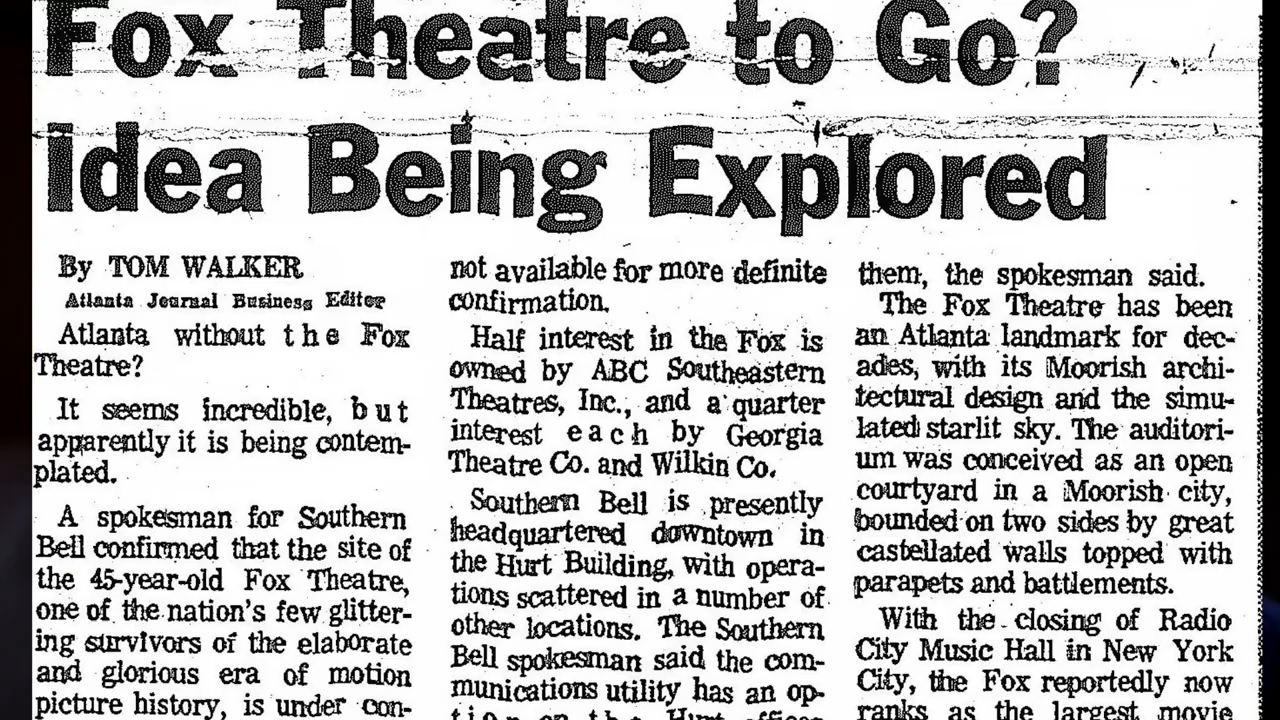 Fox Theatre to Go?
Idea Being Explored
By TOM WALKER
Atlanta Journal Business Editor
Atlanta without the Fox
Theatre?
It seems incredible, but
apparently it is being contem-
plated.
A spokesman for Southern
Bell confirmed that the site of
the 45-year-old Fox Theatre,
one of the nation's few glitter-
ing survivors of the elaborate
and glorious era of motion
picture history, is under con-
not available for more definite
confirmation.
Half interest in the Fox is
owned by ABC Southeastern
Theatres, Inc., and a quarter
interest each by Georgia
Theatre Co. and Wilkin Co.
Southern Bell is presently
headquartered downtown in
the Hurt Building, with opera-
tions scattered in a number of
other locations. The Southern
Bell spokesman said the com-
munications utility has an op-
tion on the Hurt offices
them, the spokesman said.
The Fox Theatre has been
an Atlanta landmark for dec-
ades, with its Moorish archi-
tectural design and the simu-
lated starlit sky. The auditori-
um was conceived as an open
courtyard in a Moorish city,
bounded on two sides by great
castellated walls topped with
parapets and battlements.
With the closing of Radio
City Music Hall in New York
City, the Fox reportedly now
ranks as the largest movie